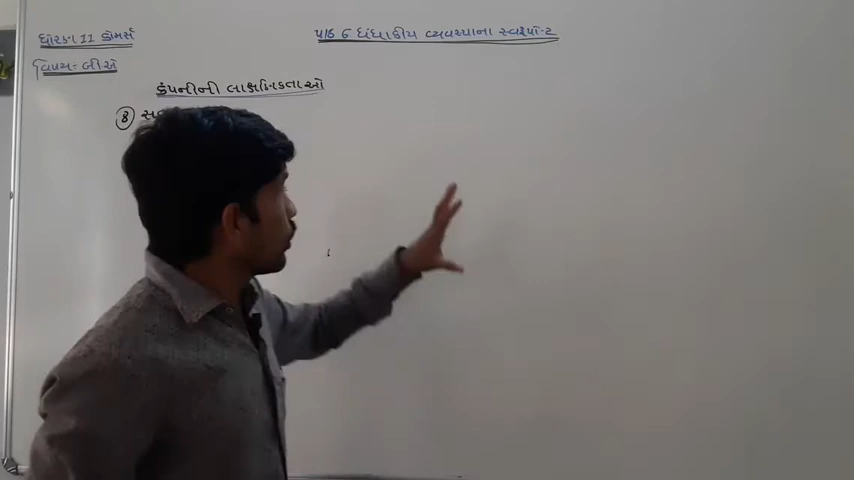 ધોરણ 11 કોમર્સ
પાઠ 6 ધંધાકીય વ્યવસ્થાના સ્વરૂપો-2
વિષય:- બીએ
કંપનીની લાક્ષણિકતાઓ
(8)